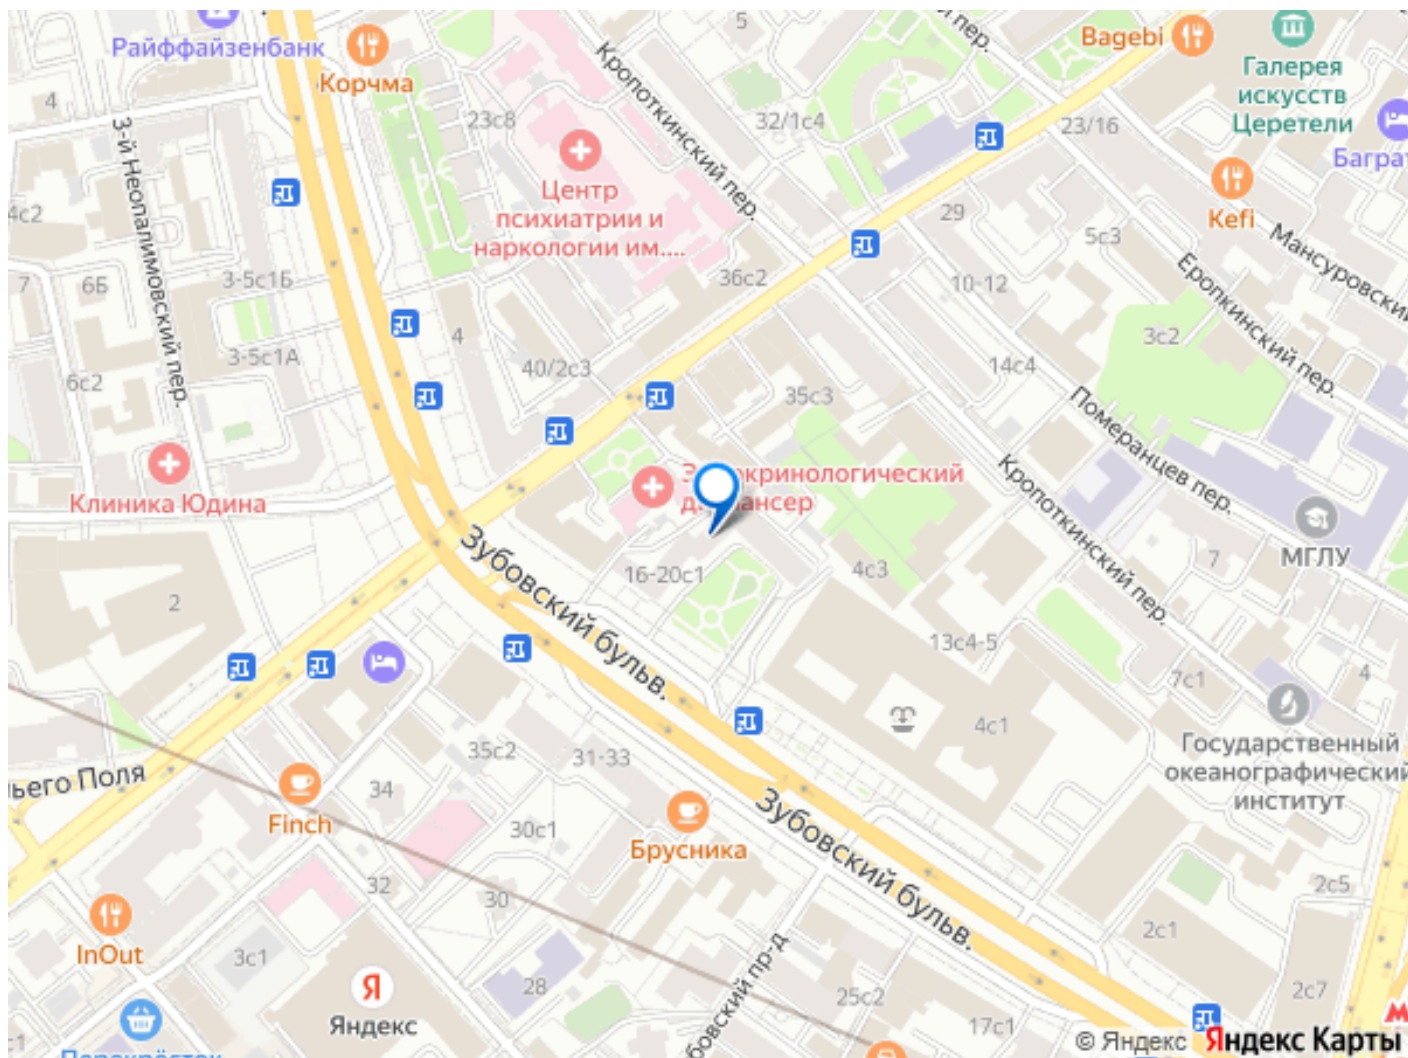 Райффайзенбанк
Корчма
5
пер.
Bagebi
Галерея
искусств
Церетели
4
3-й Неопалимовский пер.
23с8
Кропоткинский пер.
32/1с4
23/16
Центр
психиатрии и
наркологии им....
Kefi
4с2
29
5с3
Мансуровский
7
6Б
3-5с1Б
36с2
10-12
Еропкинский пер.
4
3с2
3-5с1А
6с2
40/2с3
14с4
35с3
Померанцев пер.
Клиника Юдина
Кропоткинский пер.
МГЛУ
Зубовский бульв.
16-20с1
4с3
7
2
13с4-5
7с1
4
4с1
Государственный
океанографический
институт
35с2
31-33
34
Finch
30с1
Брусника
Зубовский бульв.
32
30
2с5
InOut
3с1
2с1
28
25с2
2с7
Яндекс
17с1
© Яндекс Яндекс Карты